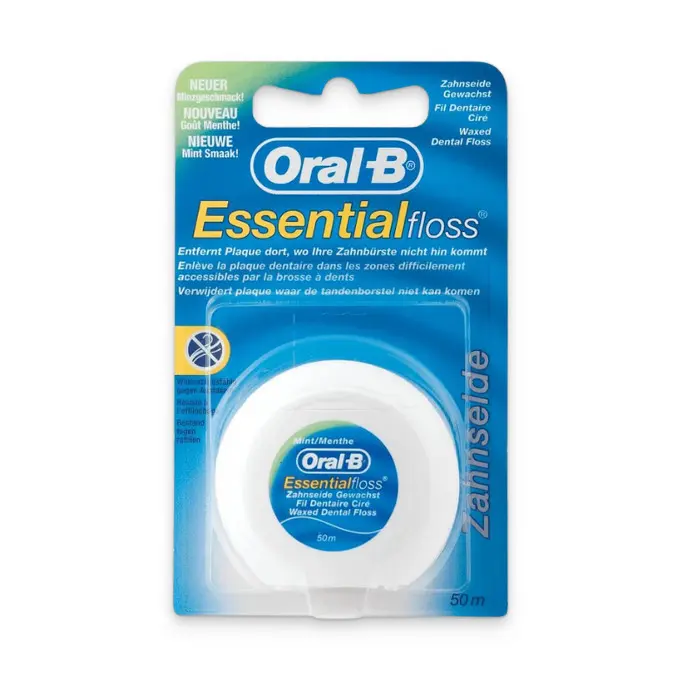 NEUER
Minzgeschmack!
NOUVEAU
Goût Menthe!
NIEUWE
Mint Smaak!
Zahnseide
Gewachst
Fil Dentaire
Ciré
Waxed
Dental Floss
Oral-B®
Essentialfloss®
Entfernt Plaque dort, wo Ihre Zahnbürste nicht hin kommt
Enlève la plaque dentaire dans les zones difficilement
accessibles par la brosse à dents
Verwijdert plaque waar de tandenborstel niet kan komen
Zahnseide
Mint/Menthe
Oral-B
Essentialfloss®
Zahnseide Gewachst
Fil Dentaire Ciré
Waxed Dental Floss
50m
50m